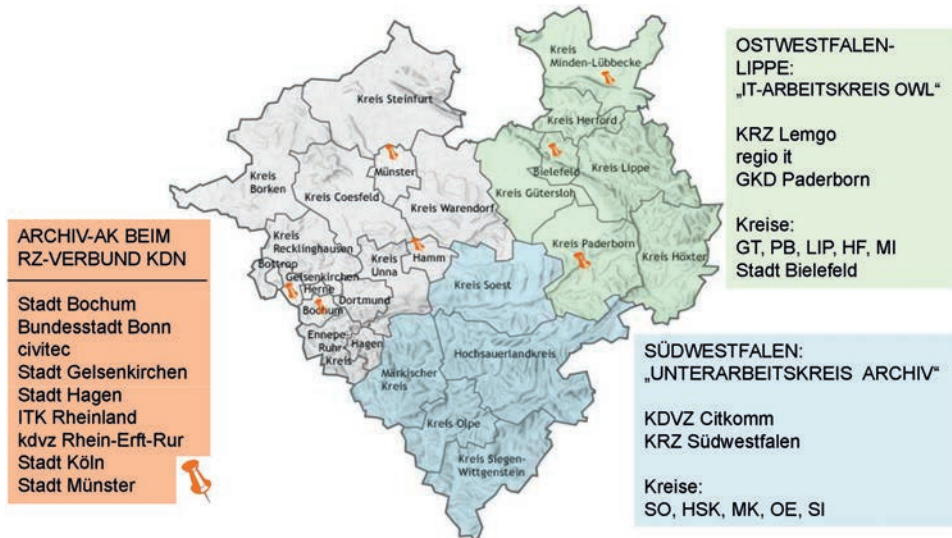 ARCHIV-AK BEIM
RZ-VERBUND KDN
Stadt Bochum
Bundesstadt Bonn
civitec
Stadt Gelsenkirchen
Stadt Hagen
ITK Rheinland
kdvz Rhein-Erft-Rur
Stadt Köln
Stadt Münster
Kreis
Minden-Lübbecke
Kreis Steinfurt
Kreis Herford
Kreis
Borken
Münster
Bielefeld
Kreis Lippe
Kreis Coesfeld
Kreis Gütersloh
Kreis Warendorf
Kreis
Recklinghausen
Kreis Paderborn
Kreis Höxter
Bottrop
Kreis
Unna
Hamm
Gelsenkirchen
Herne
Kreis Soest
Bochum
Dortmund
Ennepe-
Ruhr-
Kreis
Hagen
Hochsauerlandkreis
Märkischer
Kreis
Kreis Olpe
Kreis Siegen-
Wittgenstein
OSTWESTFALEN-
LIPPE:
„IT-ARBEITSKREIS OWL“
KRZ Lemgo
regio it
GKD Paderborn
Kreise:
GT, PB, LIP, HF, MI
Stadt Bielefeld
SÜDWESTFALEN:
„UNTERARBEITSKREIS ARCHIV“
KDVZ Citkomm
KRZ Südwestfalen
Kreise:
SO, HSK, MK, OE, SI